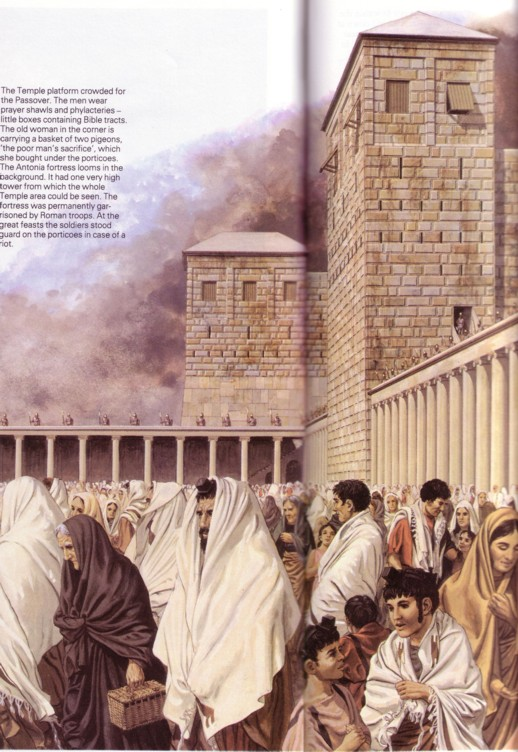 The Temple platform crowded for
the Passover. The men wear
prayer shawls and phylacteries –
little boxes containing Bible tracts.
The old woman in the corner is
carrying a basket of two pigeons,
'the poor man's sacrifice', which
she bought under the porticoes.
The Antonia fortress looms in the
background. It had one very high
tower from which the whole
Temple area could be seen. The
fortress was permanently gar-
risoned by Roman troops. At the
great feasts the soldiers stood
guard on the porticoes in case of a
riot.